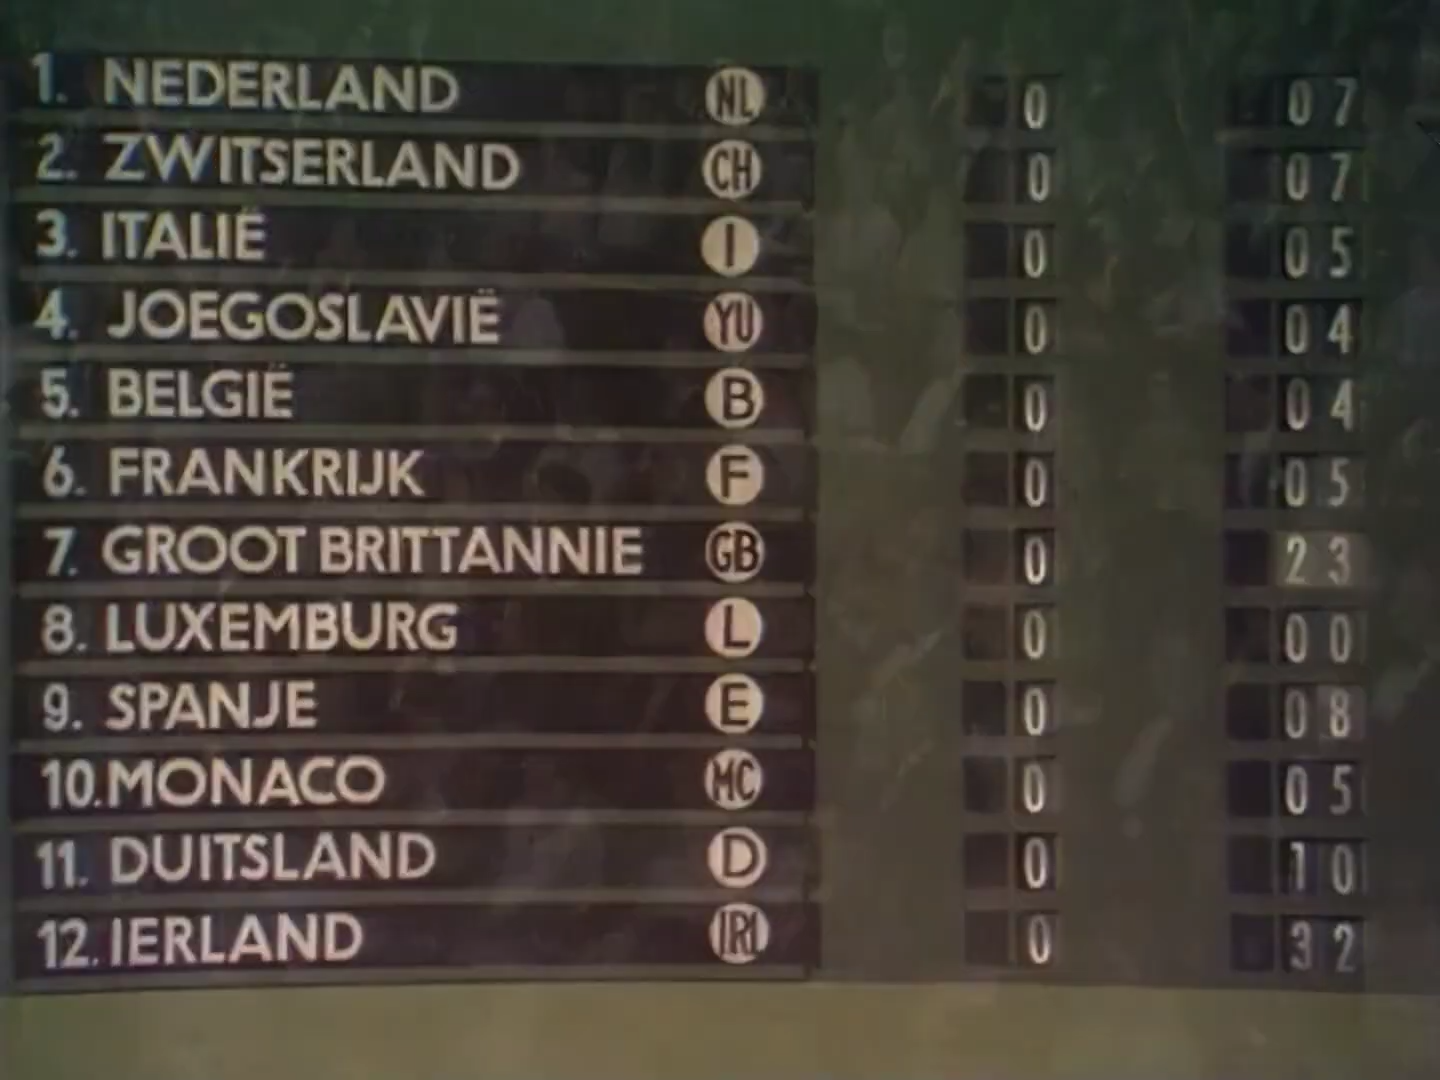 1. NEDERLAND NL 0 07
2. ZWITSERLAND CH 0 07
3. ITALIË I 0 05
4. JOEGOSLAVIË YU 0 04
5. BELGIË B 0 04
6. FRANKRIJK F 0 05
7. GROOT BRITTANNIE GB 0 23
8. LUXEMBURG L 0 00
9. SPANJE E 0 08
10. MONACO MC 0 05
11. DUITSLAND D 0 10
12. IERLAND IRL 0 32